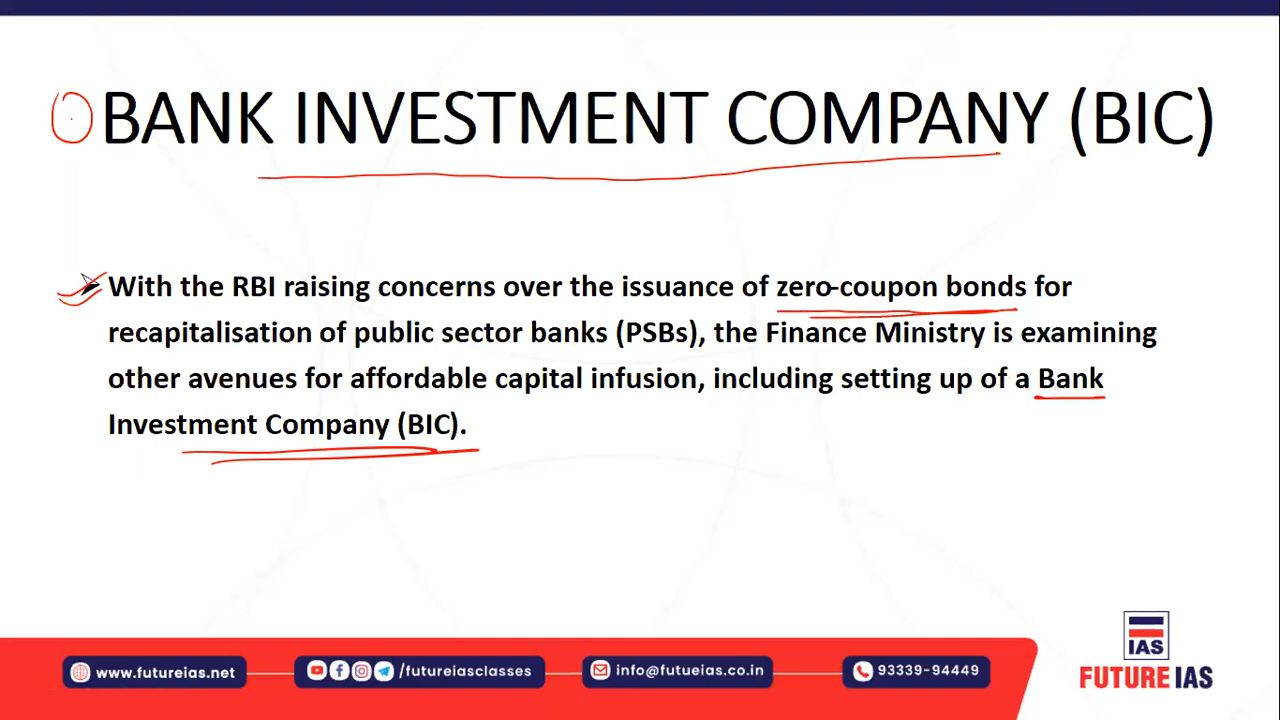 BANK INVESTMENT COMPANY (BIC)
With the RBI raising concerns over the issuance of zero-coupon bonds for
recapitalisation of public sector banks (PSBs), the Finance Ministry is examining
other avenues for affordable capital infusion, including setting up of a Bank
Investment Company (BIC).
IAS
FUTURE IAS
www.futureias.net
/futureiasclasses
info@futueias.co.in
93339-94449